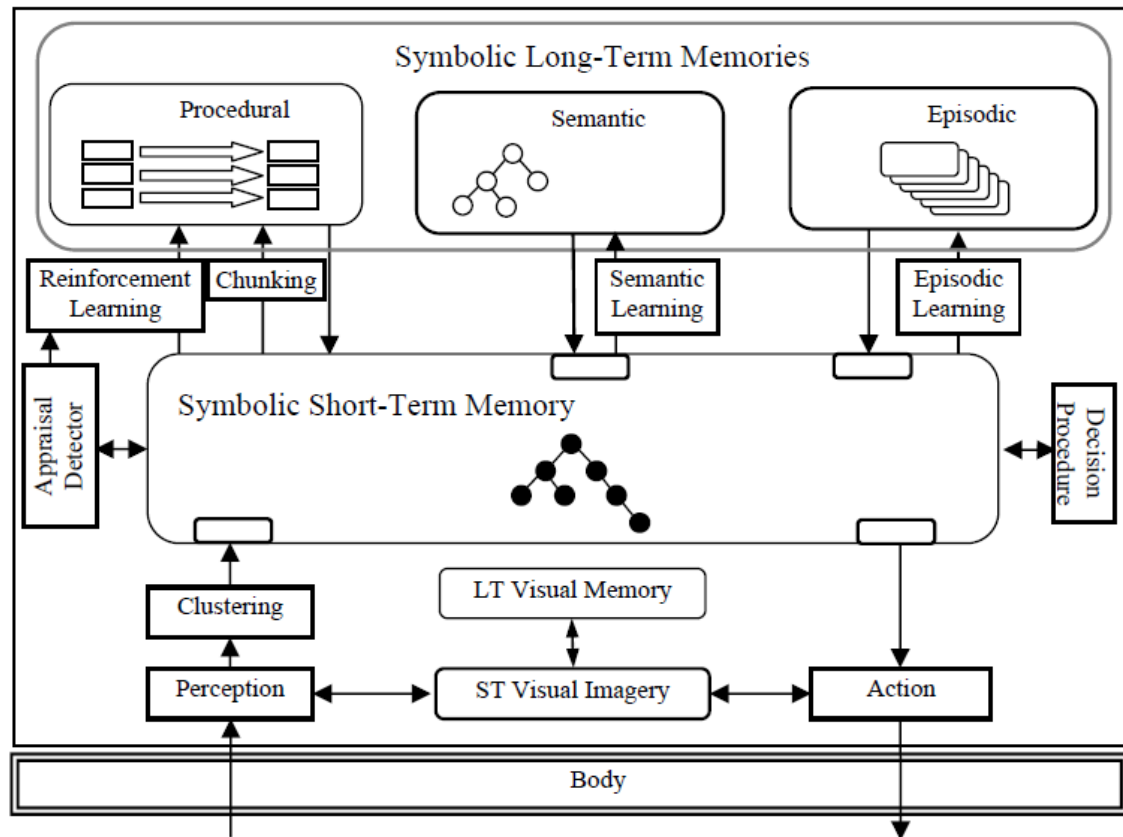 Symbolic Long-Term Memories
Procedural
Semantic
Episodic
Reinforcement
Learning
Chunking
Semantic
Learning
Episodic
Learning
Symbolic Short-Term Memory
Appraisal
Detector
Decision
Procedure
Clustering
LT Visual Memory
Perception
ST Visual Imagery
Action
Body